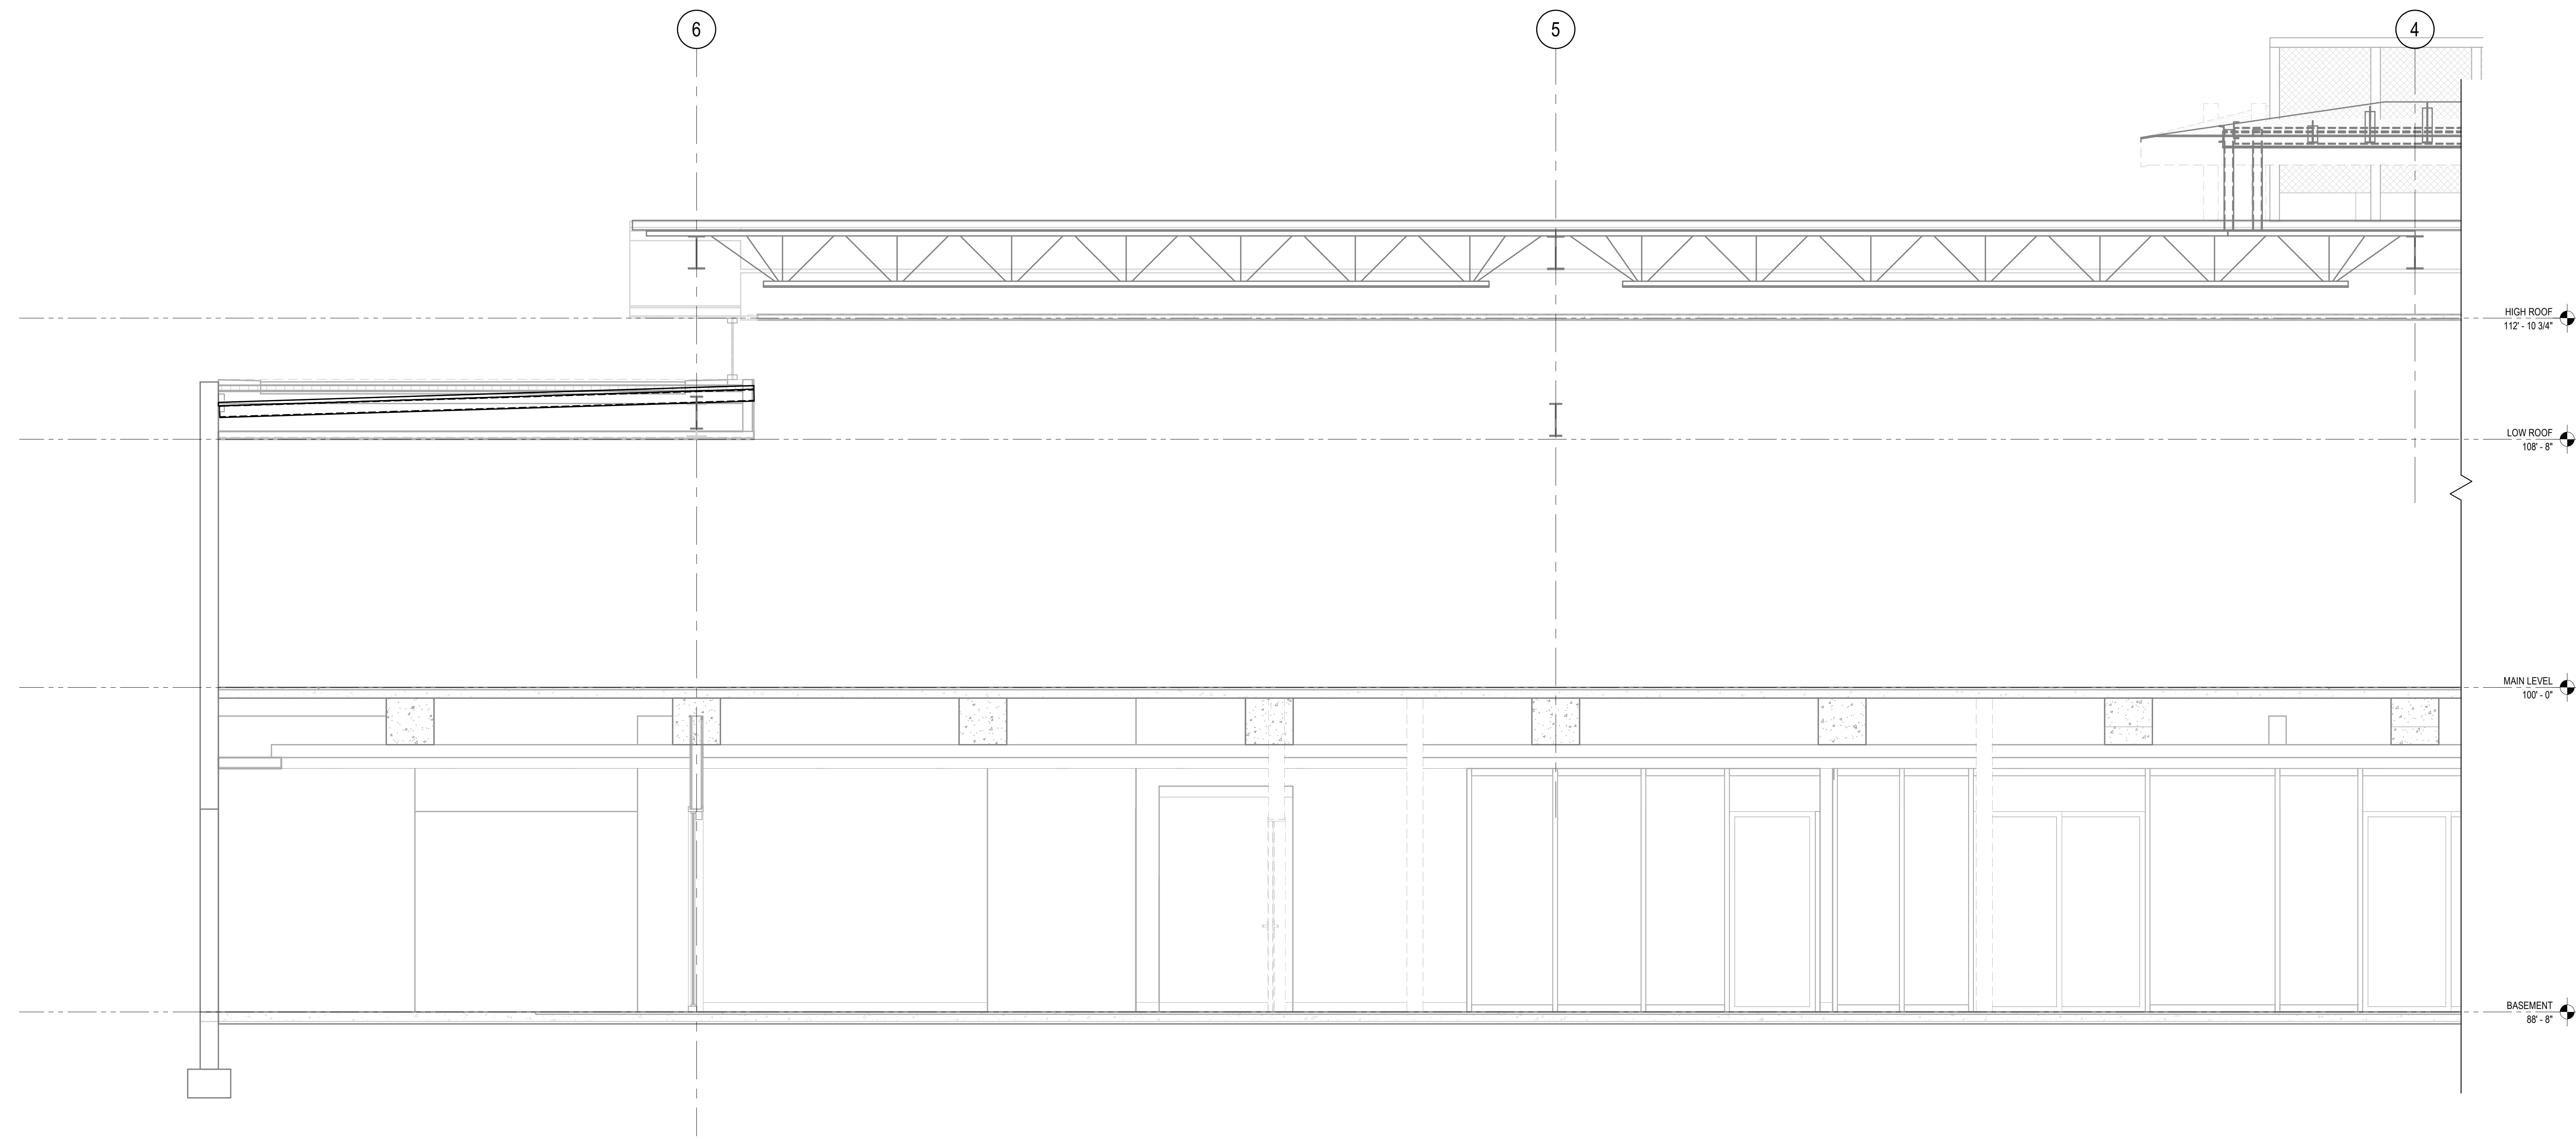 6
5
4
HIGH ROOF
112' - 10 3/4"
LOW ROOF
108' - 8"
MAIN LEVEL
100' - 0"
BASEMENT
88' - 8"